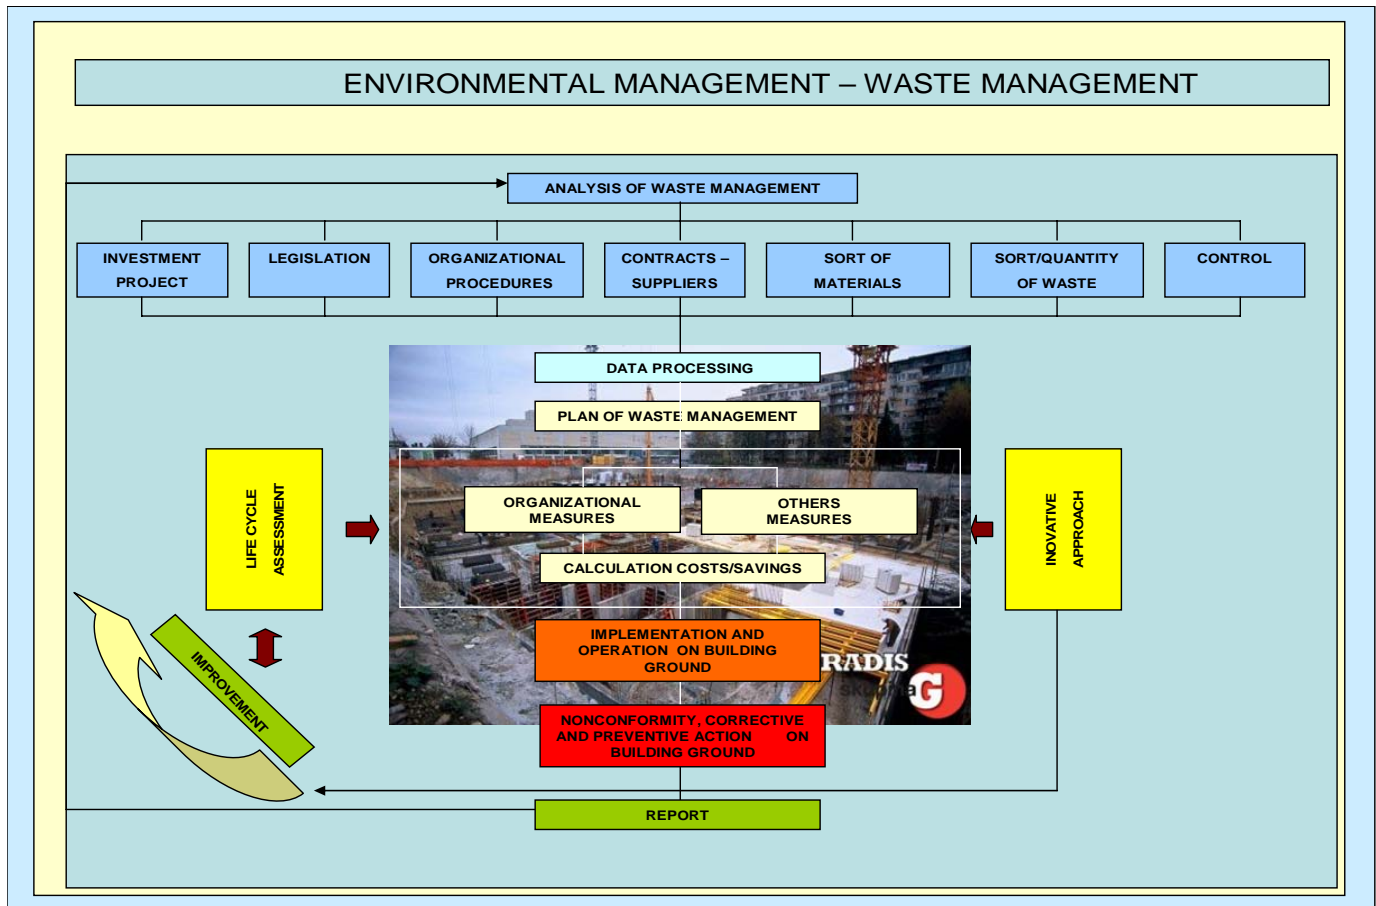 ENVIRONMENTAL MANAGEMENT – WASTE MANAGEMENT
ANALYSIS OF WASTE MANAGEMENT
INVESTMENT
PROJECT
LEGISLATION
ORGANIZATIONAL
PROCEDURES
CONTRACTS –
SUPPLIERS
SORT OF
MATERIALS
SORT/QUANTITY
OF WASTE
CONTROL
DATA PROCESSING
PLAN OF WASTE MANAGEMENT
LIFE CYCLE
ASSESSMENT
ORGANIZATIONAL
MEASURES
OTHERS
MEASURES
INOVATIVE
APPROACH
CALCULATION COSTS/SAVINGS
IMPLEMENTATION AND
OPERATION ON BUILDING
GROUND
RADIS
G
IMPROVEMENT
NONCONFORMITY, CORRECTIVE
AND PREVENTIVE ACTION ON
BUILDING GROUND
REPORT